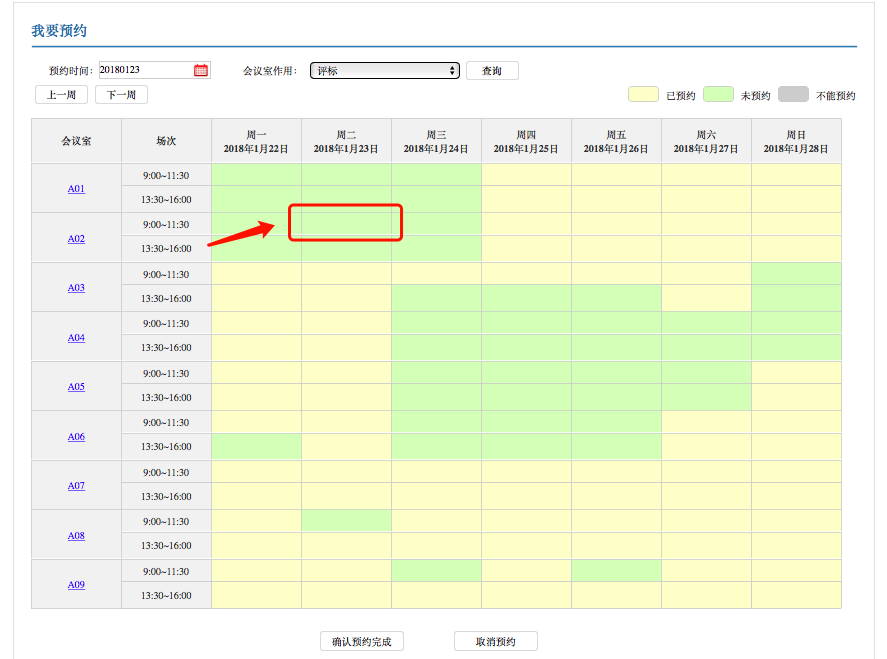 我要预约
预约时间: 20180123 会议室作用: 评标 查询
上一周 下一周 已预约 未预约 不能预约
会议室 场次 周一 周二 周三 周四 周五 周六 周日
2018年1月22日 2018年1月23日 2018年1月24日 2018年1月25日 2018年1月26日 2018年1月27日 2018年1月28日
A01 9:00~11:30
13:30~16:00
A02 9:00~11:30
13:30~16:00
A03 9:00~11:30
13:30~16:00
A04 9:00~11:30
13:30~16:00
A05 9:00~11:30
13:30~16:00
A06 9:00~11:30
13:30~16:00
A07 9:00~11:30
13:30~16:00
A08 9:00~11:30
13:30~16:00
A09 9:00~11:30
13:30~16:00
确认预约完成 取消预约